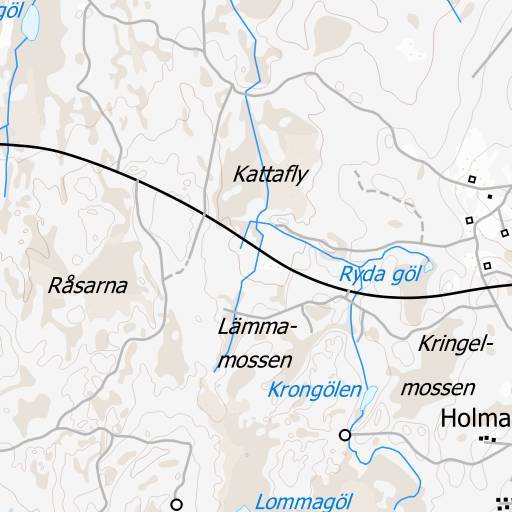 göl
Kattafly
Ryda göl
Råsarna
Lämma-
mossen
Kringel-
mossen
Krongölen
Holma
Lommagöl